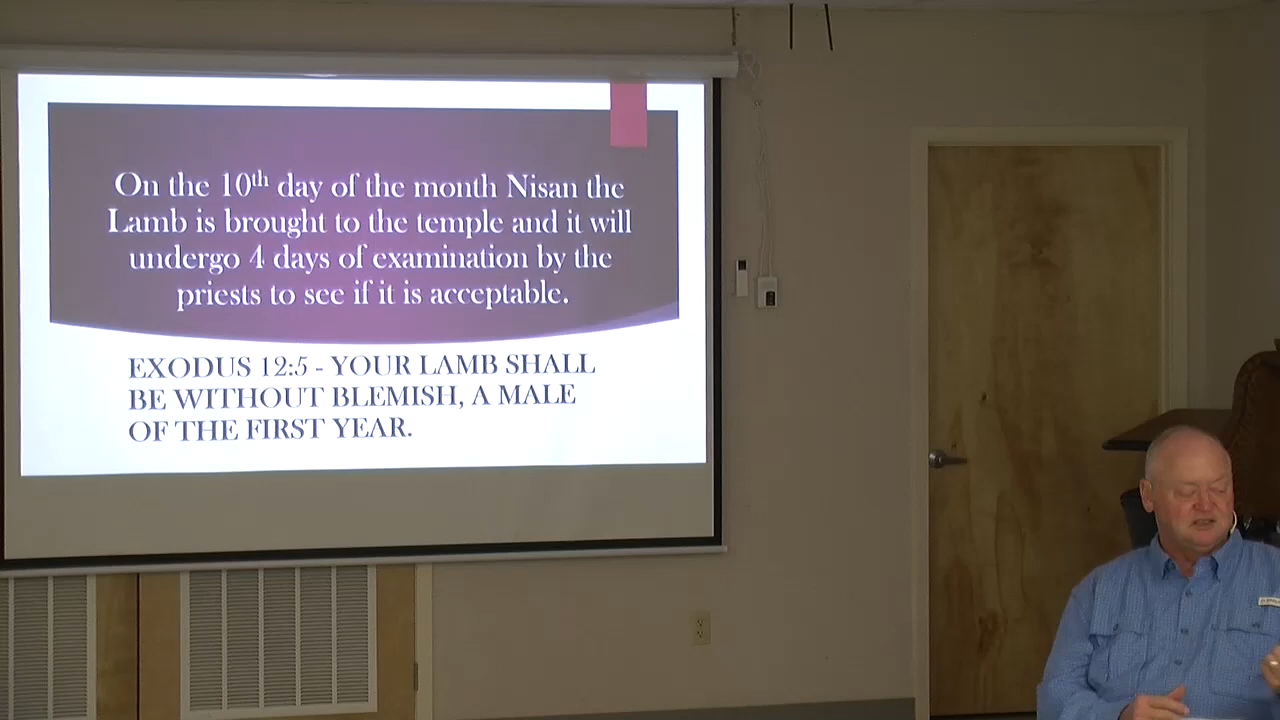 On the 10th day of the month Nisan the
Lamb is brought to the temple and it will
undergo 4 days of examination by the
priests to see if it is acceptable.
EXODUS 12:5 - YOUR LAMB SHALL
BE WITHOUT BLEMISH, A MALE
OF THE FIRST YEAR.